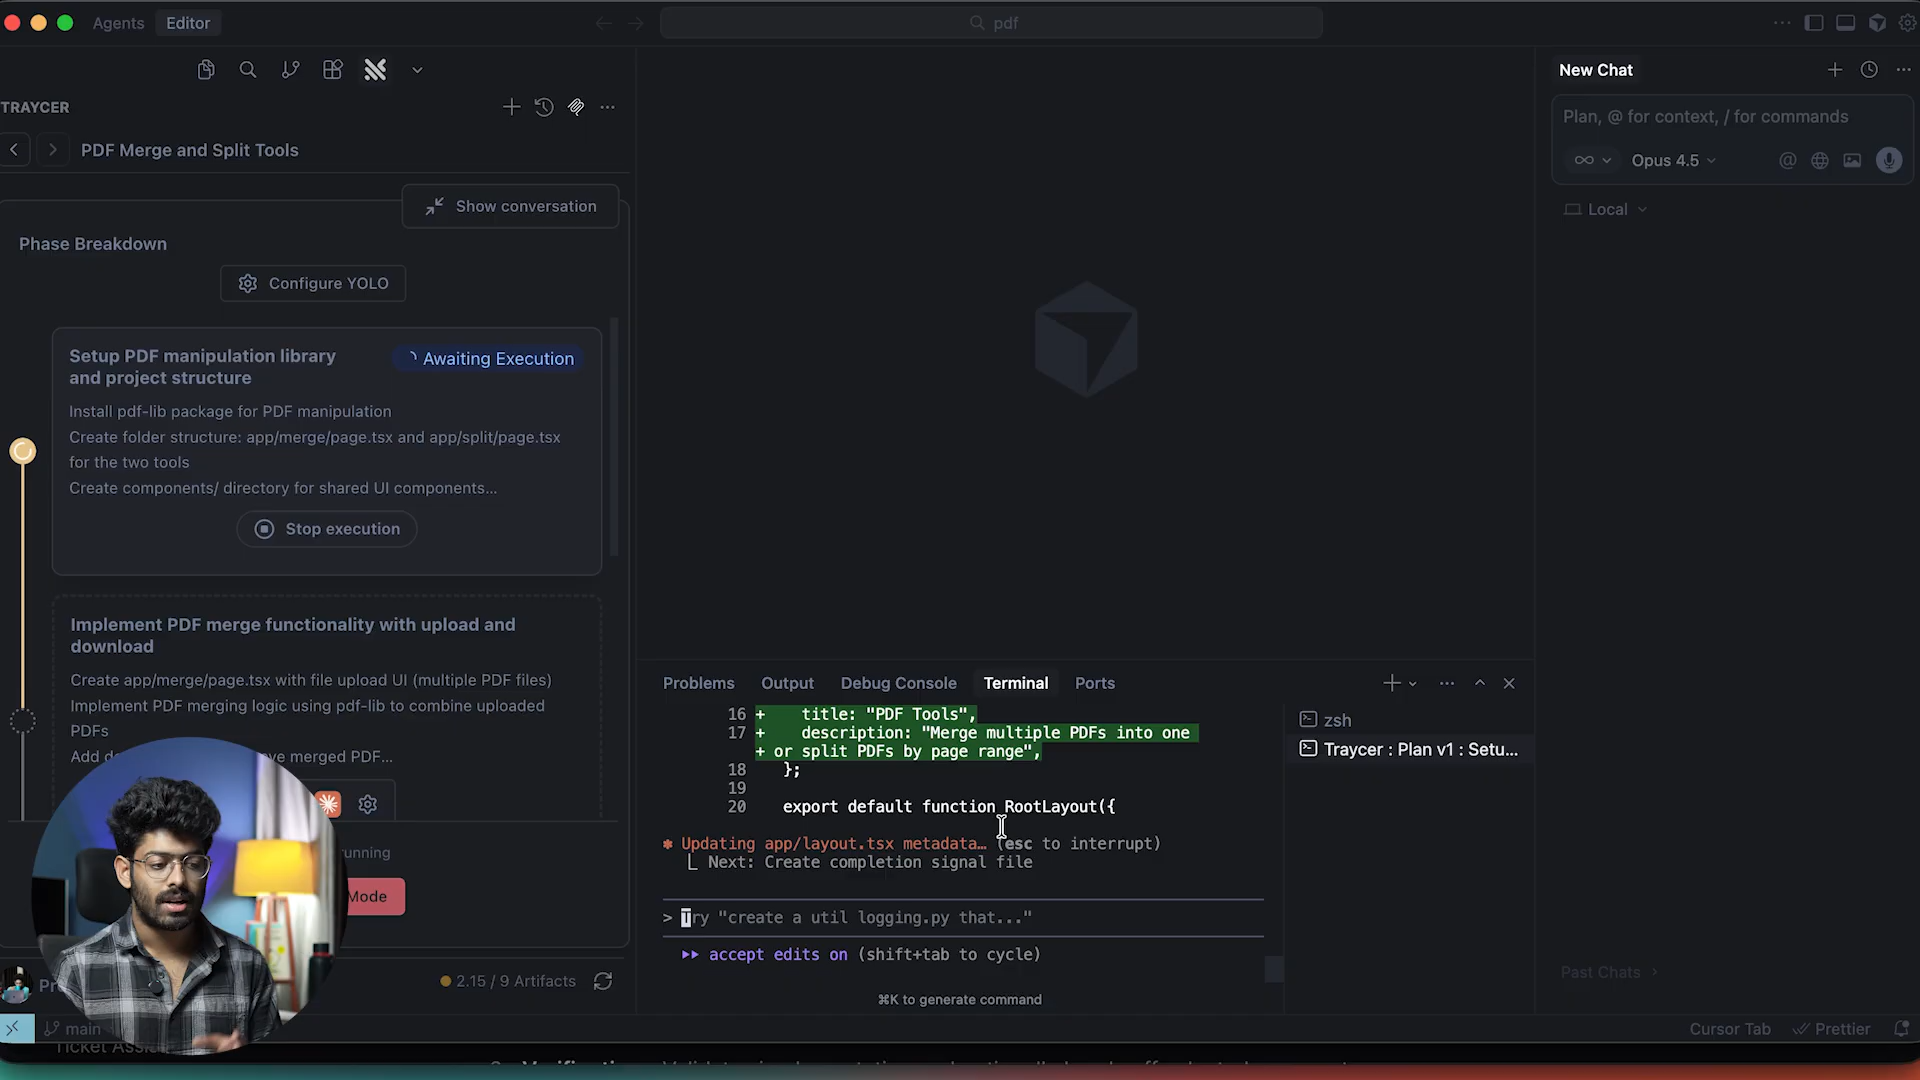 Agents
Editor
pdf
TRAYCER
PDF Merge and Split Tools
Show conversation
Phase Breakdown
Configure YOLO
Setup PDF manipulation library
and project structure
Awaiting Execution
Install pdf-lib package for PDF manipulation
Create folder structure: app/merge/page.tsx and app/split/page.tsx
for the two tools
Create components/ directory for shared UI components...
Stop execution
Implement PDF merge functionality with upload and
download
Create app/merge/page.tsx with file upload UI (multiple PDF files)
Implement PDF merging logic using pdf-lib to combine uploaded
PDFs
merged PDF...
Mode
2.15 / 9 Artifacts
main
New Chat
Plan, @ for context, / for commands
Opus 4.5
Local
Past Chats
Problems
Output
Debug Console
Terminal
Ports
16 + title: "PDF Tools",
17 + description: "Merge multiple PDFs into one
+ or split PDFs by page range",
18 };
19
20 export default function RootLayout({
✱ Updating app/layout.tsx metadata… (esc to interrupt)
⎿ Next: Create completion signal file
> Try "create a util logging.py that..."
▸▸ accept edits on (shift+tab to cycle)
⌘K to generate command
zsh
Traycer : Plan v1 : Setu...
Cursor Tab
Prettier